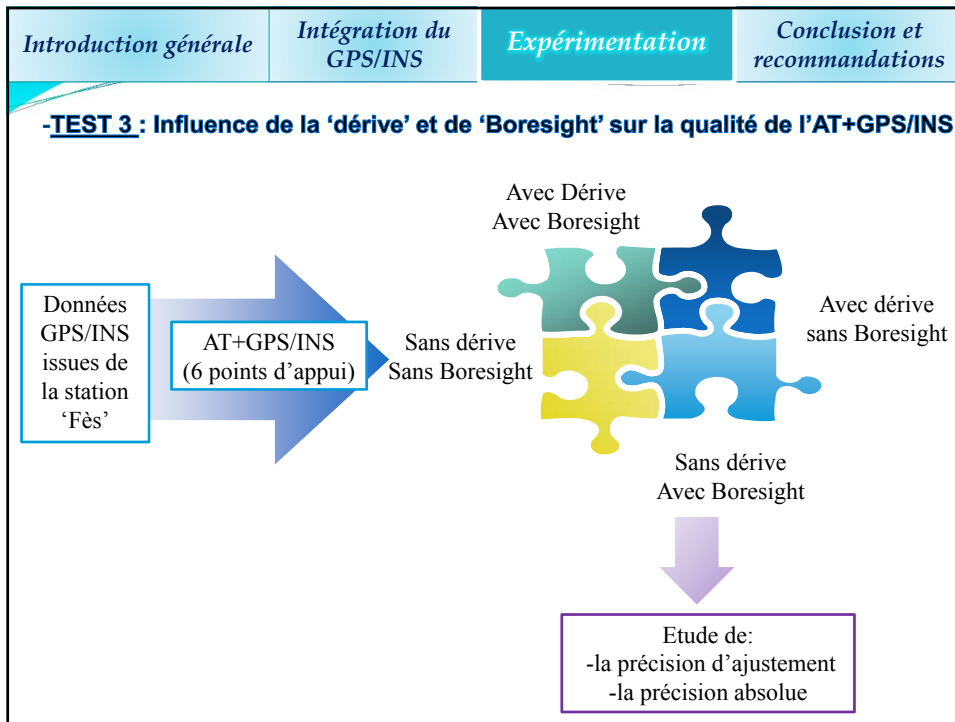 Introduction générale
Intégration du
GPS/INS
Expérimentation
Conclusion et
recommandations
-TEST 3 : Influence de la ‘dérive’ et de ‘Boresight’ sur la qualité de l’AT+GPS/INS
Avec Dérive
Avec Boresight
Données
GPS/INS
issues de
la station
‘Fès’
AT+GPS/INS
(6 points d’appui)
Sans dérive
Sans Boresight
Avec dérive
sans Boresight
Sans dérive
Avec Boresight
Etude de:
-la précision d’ajustement
-la précision absolue